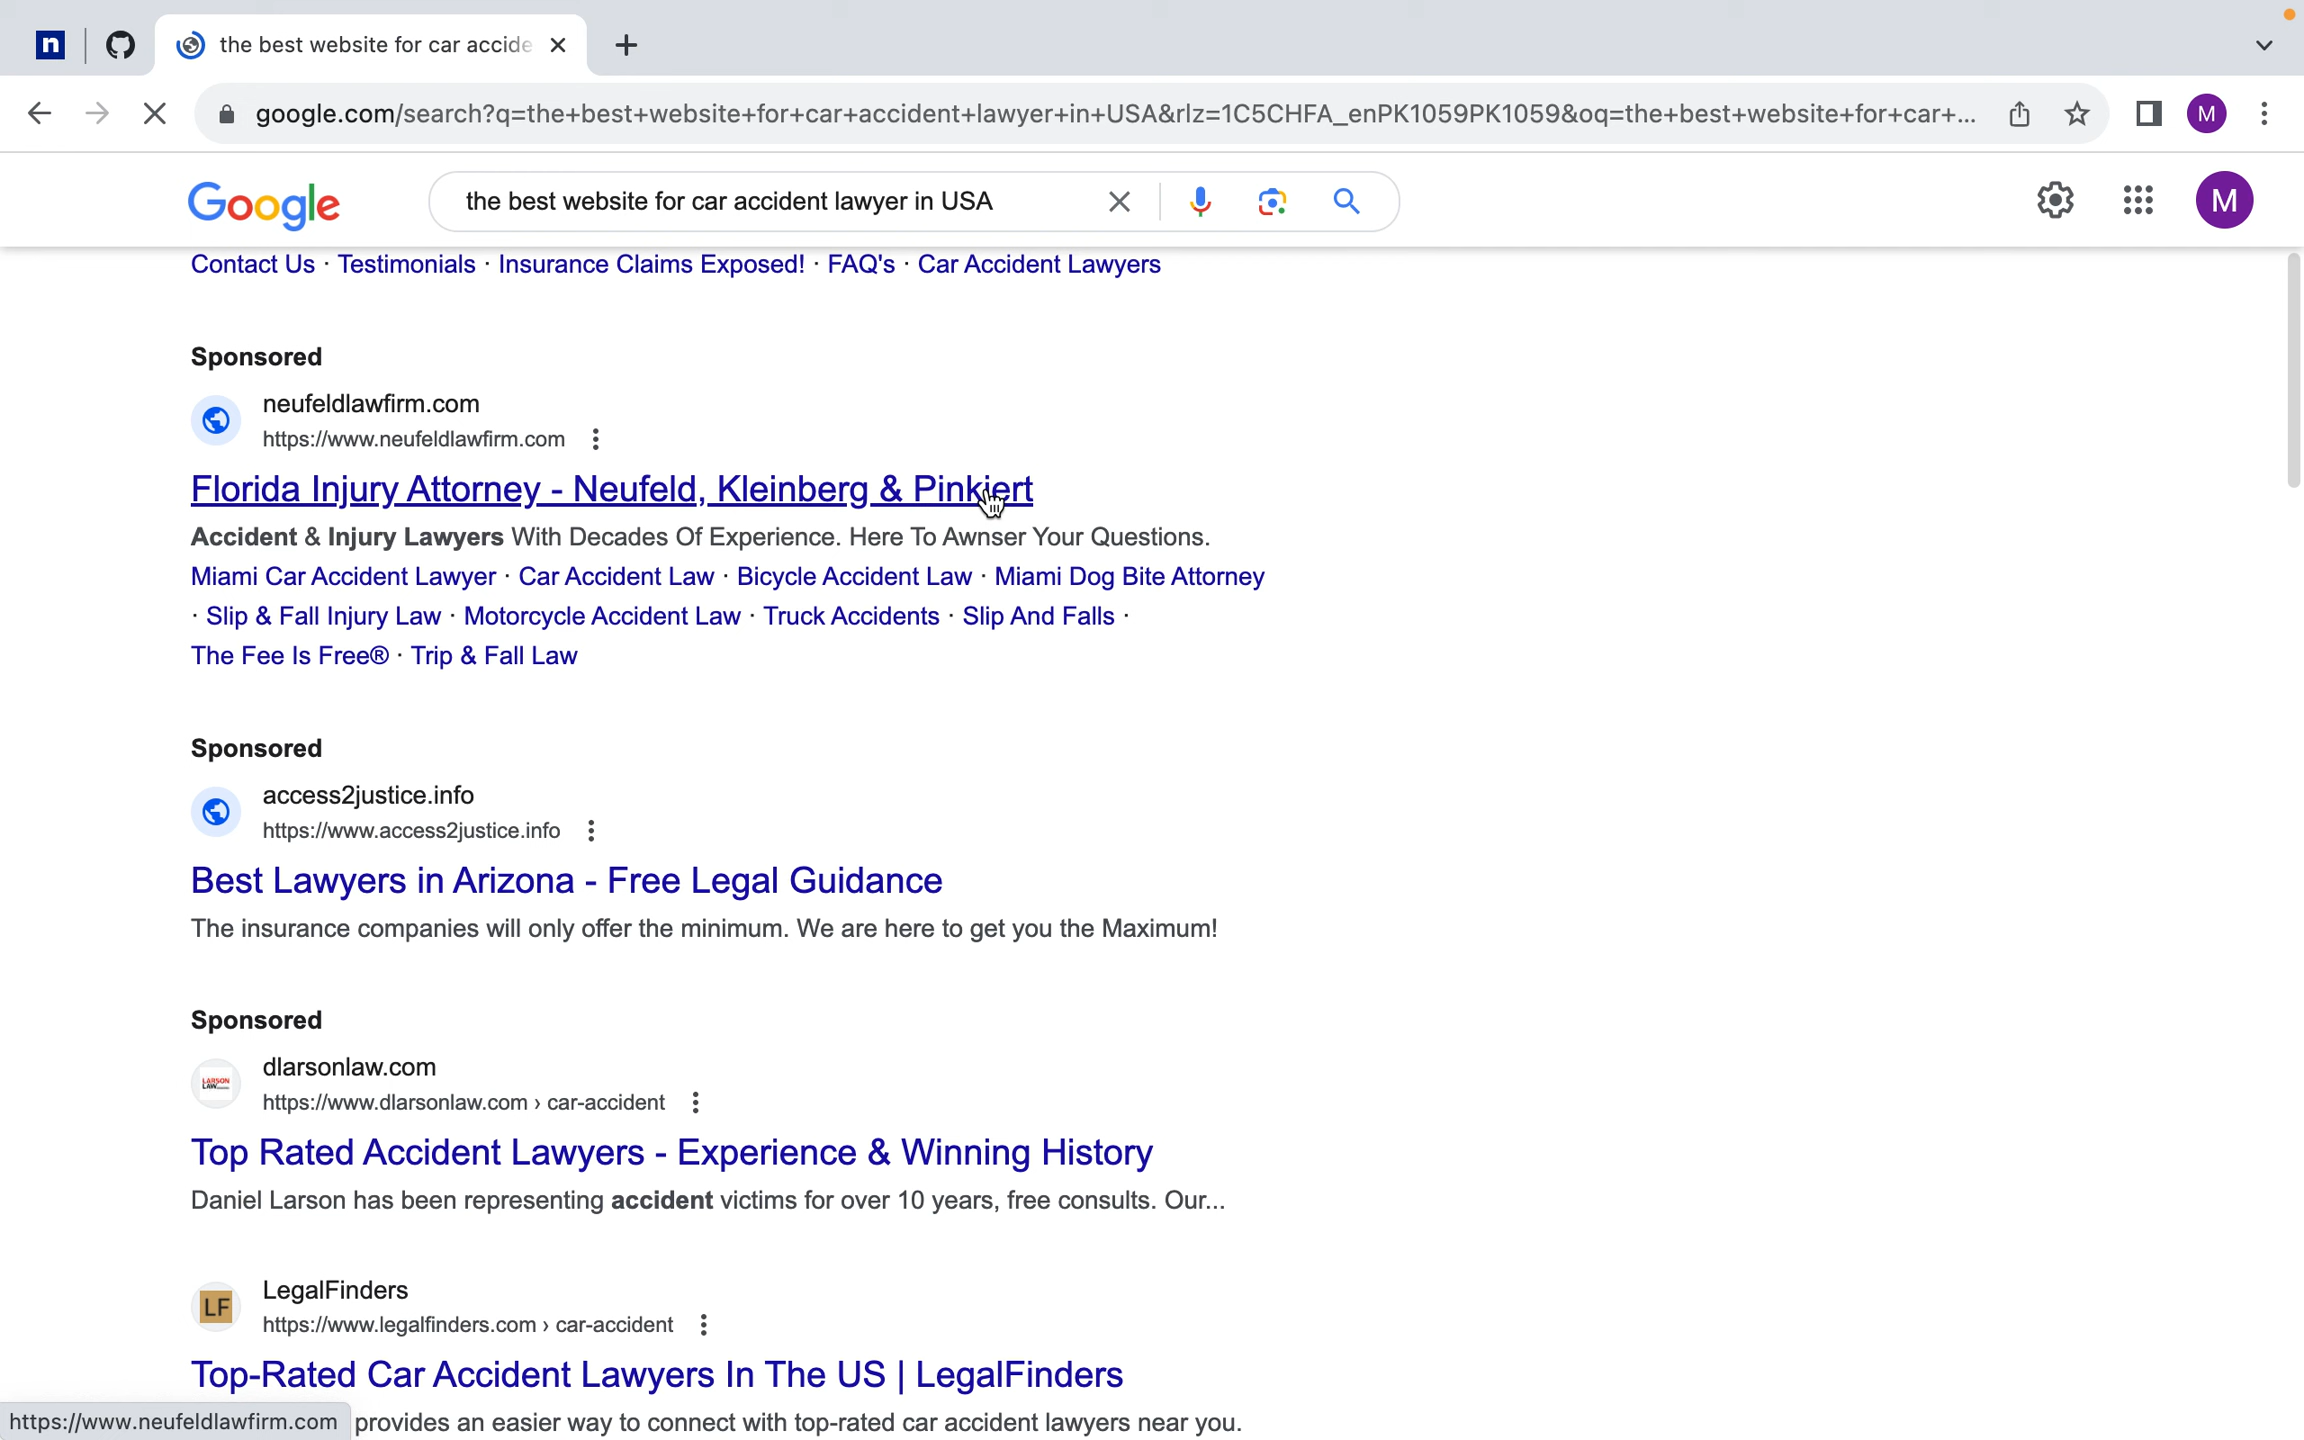 n
the best website for car accide
google.com/search?q=the+best+website+for+car+accident+lawyer+in+USA&rlz=1C5CHFA_enPK1059PK1059&oq=the+best+website+for+car+...
M
Google
the best website for car accident lawyer in USA
M
Contact Us · Testimonials · Insurance Claims Exposed! · FAQ's · Car Accident Lawyers
Sponsored
neufeldlawfirm.com
https://www.neufeldlawfirm.com
Florida Injury Attorney - Neufeld, Kleinberg & Pinkiert
Accident & Injury Lawyers With Decades Of Experience. Here To Awnser Your Questions.
Miami Car Accident Lawyer · Car Accident Law · Bicycle Accident Law · Miami Dog Bite Attorney
· Slip & Fall Injury Law · Motorcycle Accident Law · Truck Accidents · Slip And Falls ·
The Fee Is Free® · Trip & Fall Law
Sponsored
access2justice.info
https://www.access2justice.info
Best Lawyers in Arizona - Free Legal Guidance
The insurance companies will only offer the minimum. We are here to get you the Maximum!
Sponsored
LARSON
LAW
dlarsonlaw.com
https://www.dlarsonlaw.com › car-accident
Top Rated Accident Lawyers - Experience & Winning History
Daniel Larson has been representing accident victims for over 10 years, free consults. Our...
LF
LegalFinders
https://www.legalfinders.com › car-accident
Top-Rated Car Accident Lawyers In The US | LegalFinders
https://www.neufeldlawfirm.com
provides an easier way to connect with top-rated car accident lawyers near you.